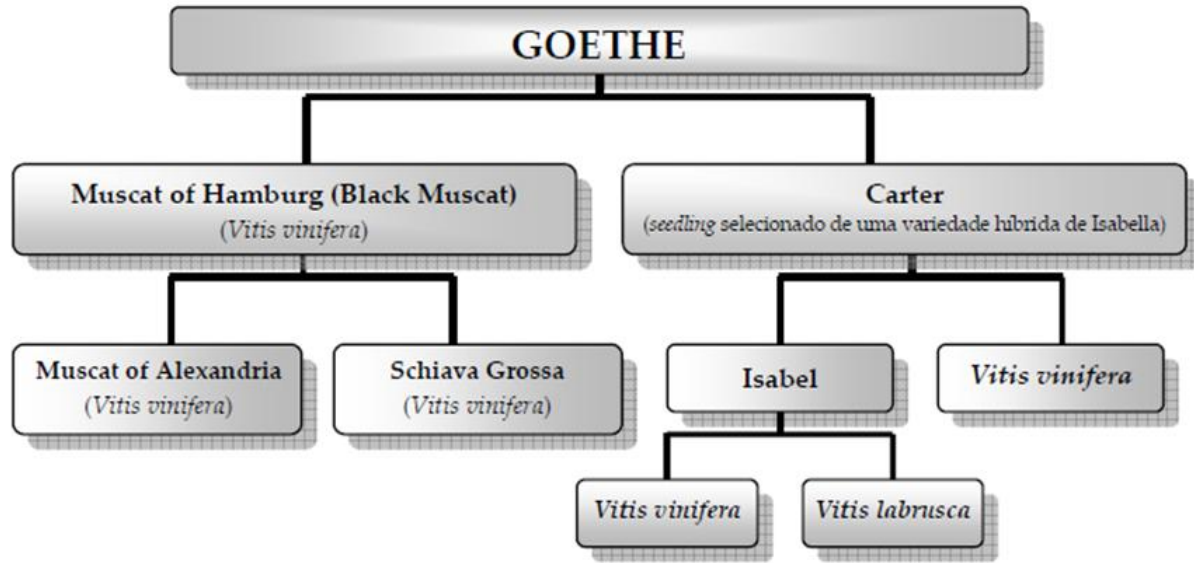 GOETHE
Muscat of Hamburg (Black Muscat)
(Vitis vinifera)
Carter
(seedling selecionado de uma variedade híbrida de Isabella)
Muscat of Alexandria
(Vitis vinifera)
Schiava Grossa
(Vitis vinifera)
Isabel
Vitis vinifera
Vitis vinifera
Vitis labrusca